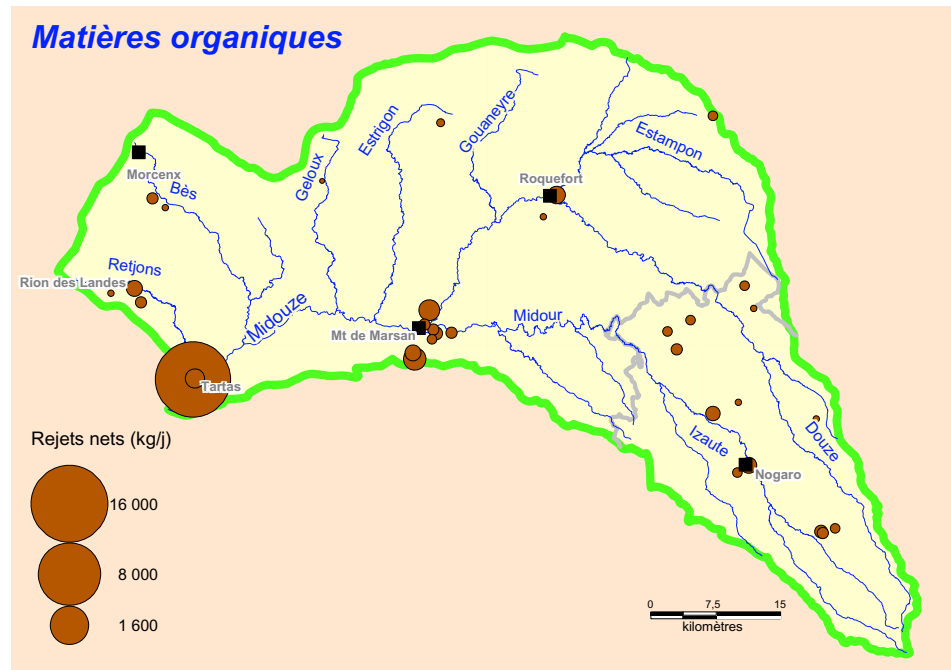 Matières organiques
Estrigon
Gouaneyre
Estampon
Geloux
Morcenx
Bès
Roquefort
Retjons
Rion des Landes
Midouze
Midour
Mt de Marsan
Tartas
Izaute
Douze
Nogaro
Rejets nets (kg/j)
16 000
8 000
1 600
0 7,5 15
kilomètres